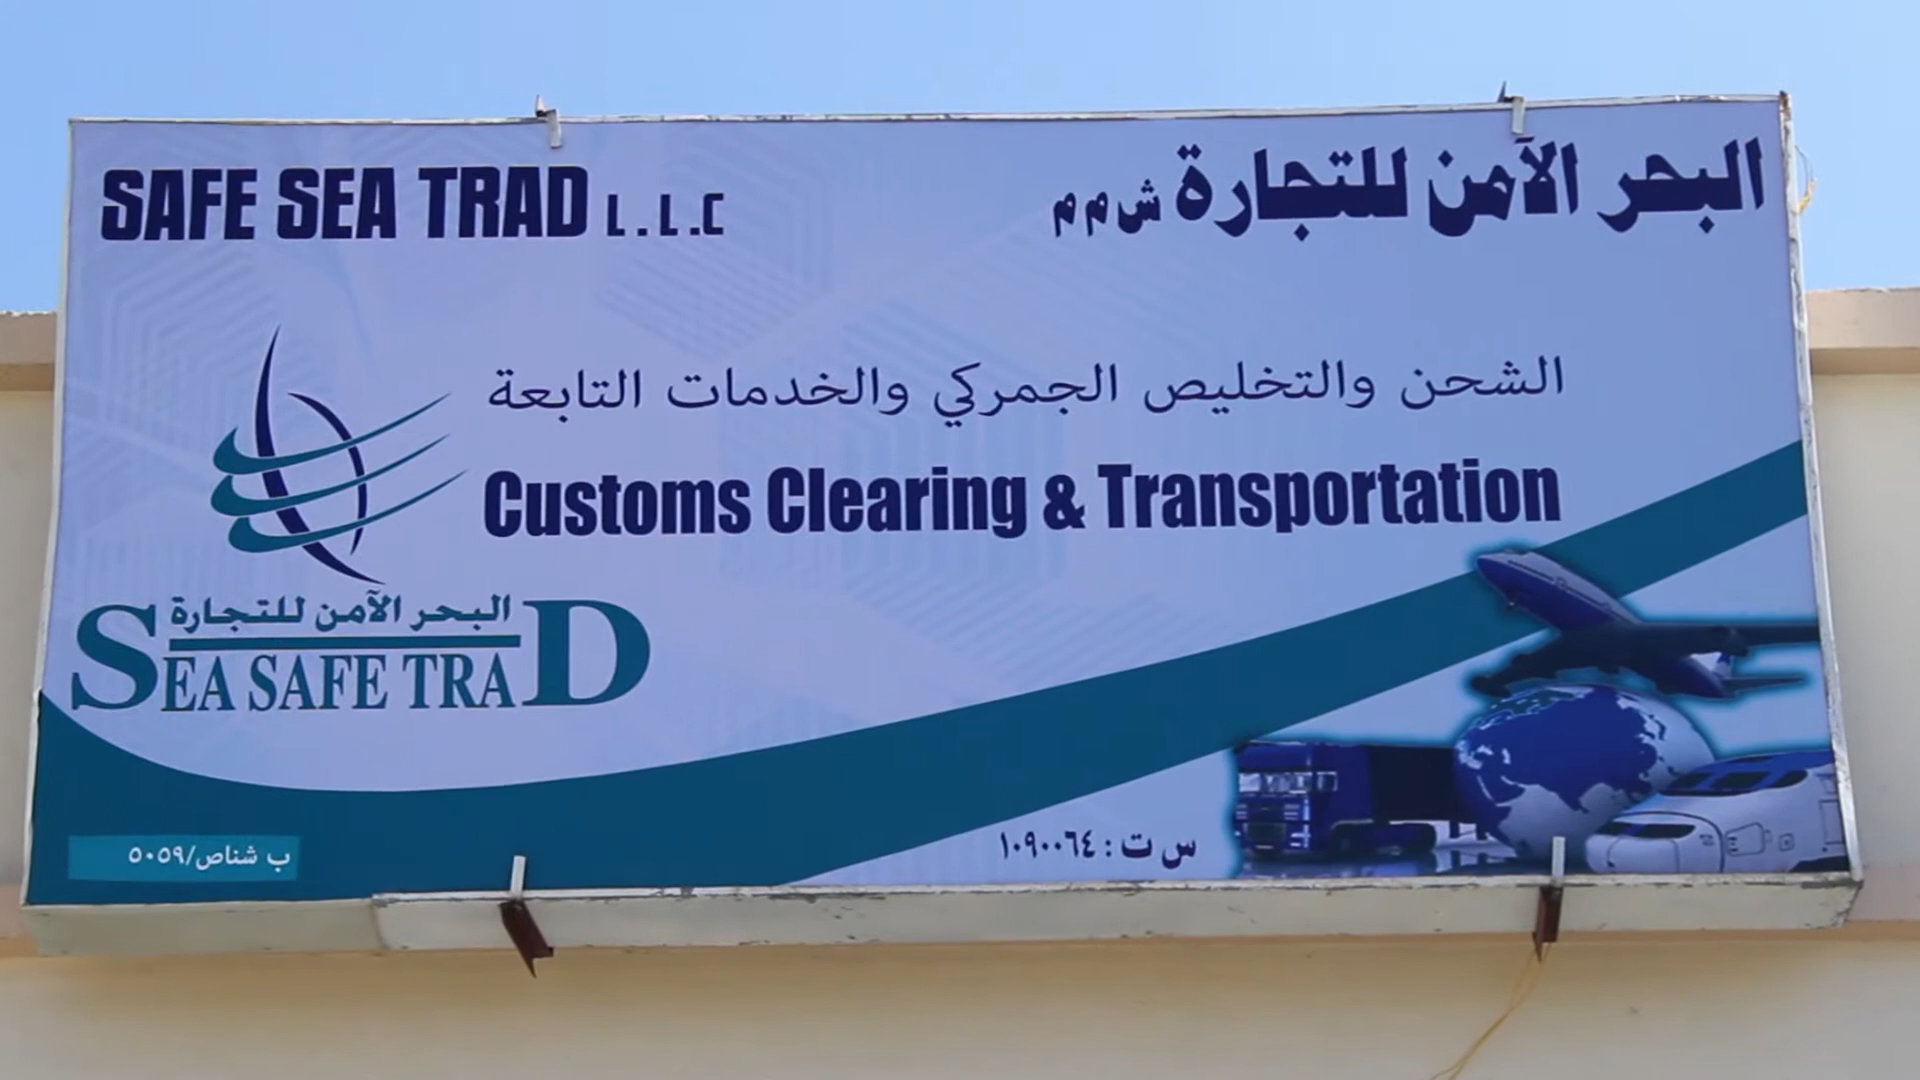 SAFE SEA TRAD L.L.C
البحر الآمن للتجارة ش م م
الشحن والتخليص الجمركي والخدمات التابعة
Customs Clearing & Transportation
البحر الآمن للتجارة
SEA SAFE TRAD
س ت : ١٠٩٠٠٦٤
ب شناص/٥٠٥٩